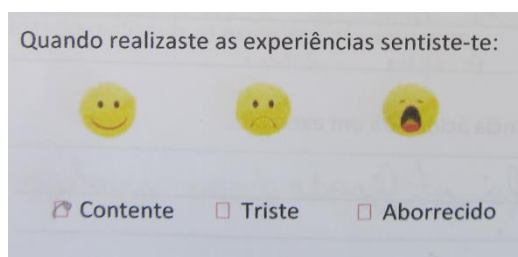 Quando realizaste as experiências sentiste-te:
Contente Triste Aborrecido